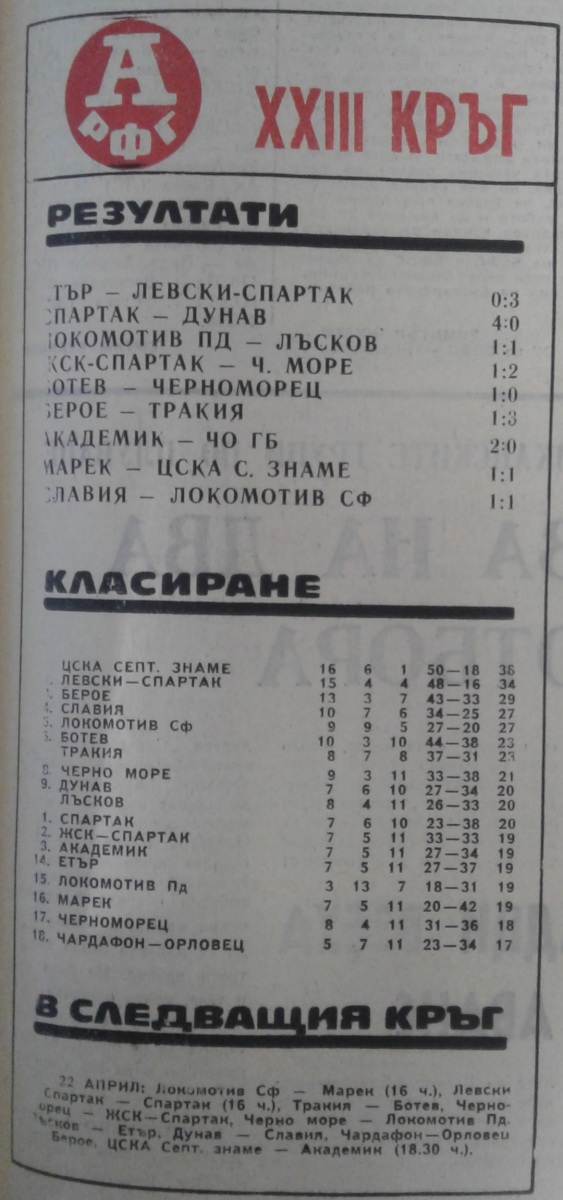 А
РФГ
XXIII КРЪГ
РЕЗУЛТАТИ
ТЪР — ЛЕВСКИ-СПАРТАК 0:3
СПАРТАК — ДУНАВ 4:0
ЛОКОМОТИВ ПД — ЛЪСКОВ 1:1
ЖСК-СПАРТАК — Ч. МОРЕ 1:2
БОТЕВ — ЧЕРНОМОРЕЦ 1:0
БЕРОЕ — ТРАКИЯ 1:3
АКАДЕМИК — ЧО ГБ 2:0
МАРЕК — ЦСКА С. ЗНАМЕ 1:1
СЛАВИЯ — ЛОКОМОТИВ СФ 1:1
КЛАСИРАНЕ
ЦСКА СЕПТ. ЗНАМЕ 16 6 1 50—18 38
. ЛЕВСКИ—СПАРТАК 15 4 4 48—16 34
. БЕРОЕ 13 3 7 43—33 29
4. СЛАВИЯ 10 7 6 34—25 27
5. ЛОКОМОТИВ Сф 9 9 5 27—20 27
6. БОТЕВ 10 3 10 44—38 23
ТРАКИЯ 8 7 8 37—31 23
8. ЧЕРНО МОРЕ 9 3 11 33—38 21
9. ДУНАВ 7 6 10 27—34 20
ЛЪСКОВ 8 4 11 26—33 20
1. СПАРТАК 7 6 10 23—38 20
2. ЖСК—СПАРТАК 7 5 11 33—33 19
3. АКАДЕМИК 7 5 11 27—34 19
14. ЕТЪР 7 5 11 27—37 19
15. ЛОКОМОТИВ Пд 3 13 7 18—31 19
16. МАРЕК 7 5 11 20—42 19
17. ЧЕРНОМОРЕЦ 8 4 11 31—36 18
18. ЧАРДАФОН—ОРЛОВЕЦ 5 7 11 23—34 17
В СЛЕДВАЩИЯ КРЪГ
22 АПРИЛ: Локомотив Сф — Марек (16 ч.), Левски
Спартак — Спартак (16 ч.), Тракия — Ботев, Черно-
морец — ЖСК—Спартак, Черно море — Локомотив Пд.
Лъсков — Етър, Дунав — Славия, Чардафон—Орловец
Берое, ЦСКА Септ. знаме — Академик (18.30 ч.).